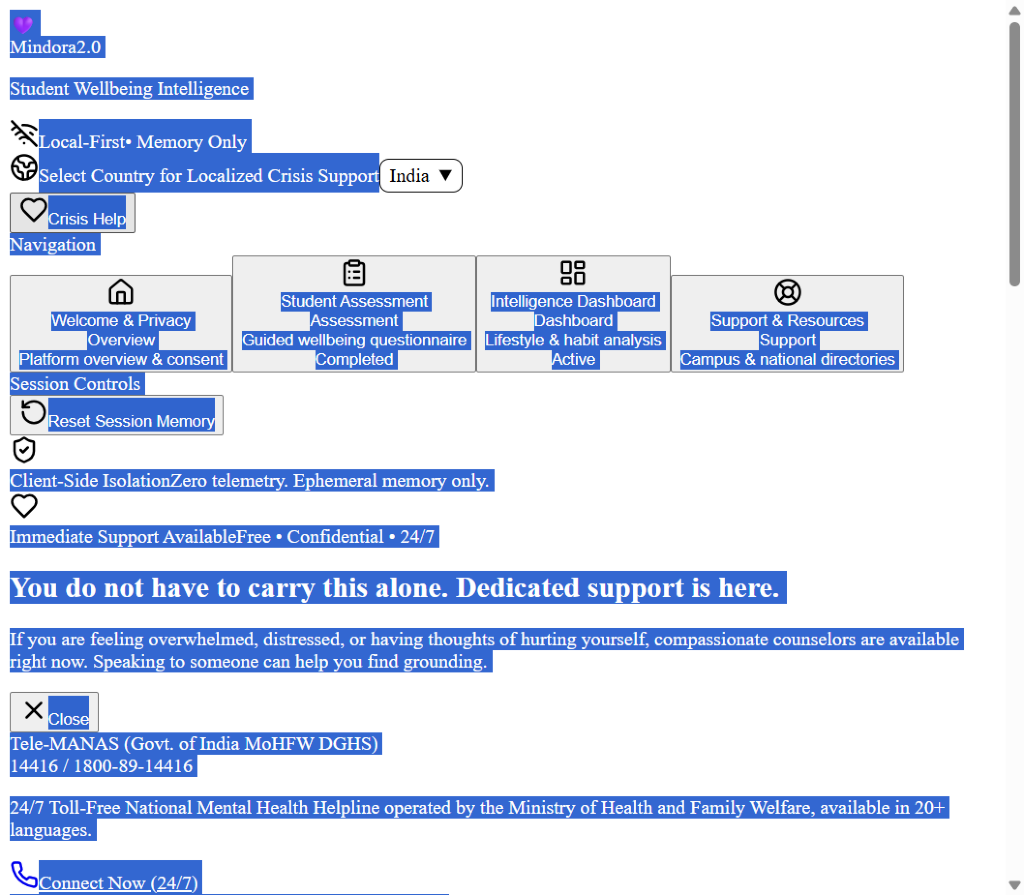 💜
Mindora2.0
Student Wellbeing Intelligence
Local-First• Memory Only
Select Country for Localized Crisis Support India ▼
Crisis Help
Navigation
Welcome & Privacy
Overview
Platform overview & consent
Student Assessment
Assessment
Guided wellbeing questionnaire
Completed
Intelligence Dashboard
Dashboard
Lifestyle & habit analysis
Active
Support & Resources
Support
Campus & national directories
Session Controls
Reset Session Memory
Client-Side IsolationZero telemetry. Ephemeral memory only.
Immediate Support AvailableFree • Confidential • 24/7
You do not have to carry this alone. Dedicated support is here.
If you are feeling overwhelmed, distressed, or having thoughts of hurting yourself, compassionate counselors are available
right now. Speaking to someone can help you find grounding.
Close
Tele-MANAS (Govt. of India MoHFW DGHS)
14416 / 1800-89-14416
24/7 Toll-Free National Mental Health Helpline operated by the Ministry of Health and Family Welfare, available in 20+
languages.
Connect Now (24/7)